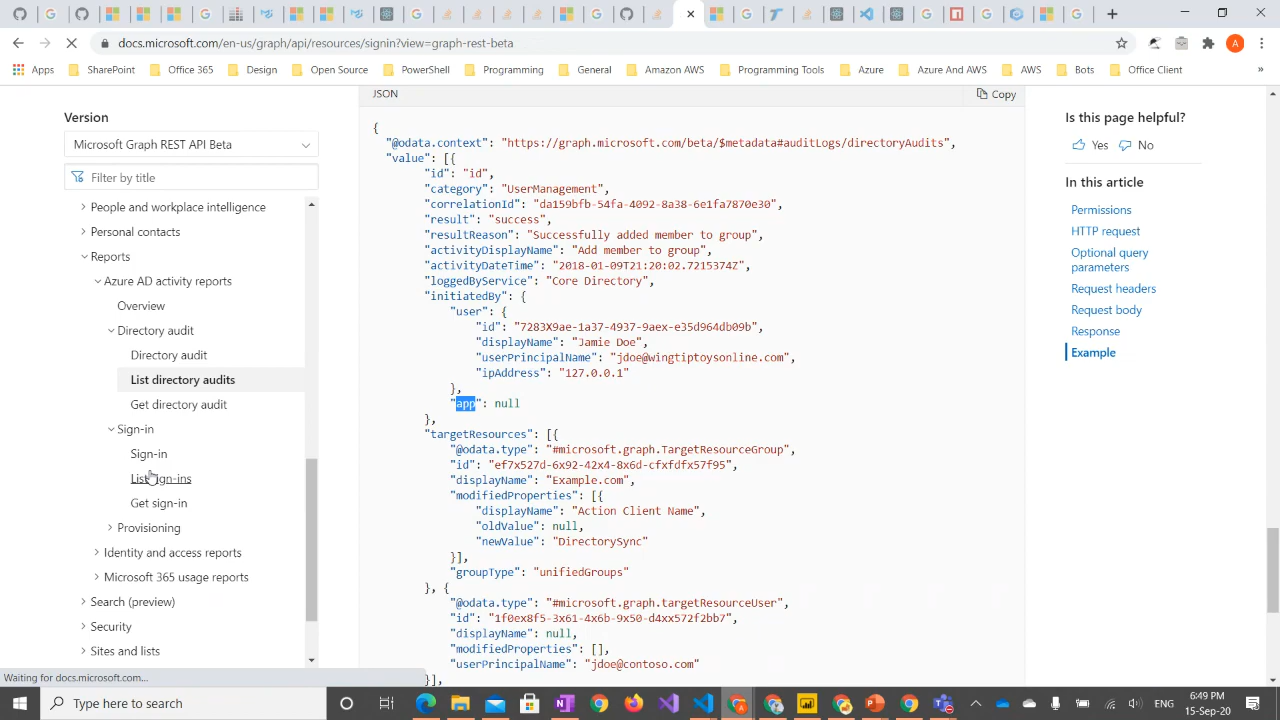 docs.microsoft.com/en-us/graph/api/resources/signin?view=graph-rest-beta
A
Apps
SharePoint
Office 365
Design
Open Source
PowerShell
Programming
General
Amazon AWS
Programming Tools
Azure
Azure And AWS
AWS
Bots
Office Client
»
Version
Microsoft Graph REST API Beta
Filter by title
People and workplace intelligence
Personal contacts
Reports
Azure AD activity reports
Overview
Directory audit
Directory audit
List directory audits
Get directory audit
Sign-in
Sign-in
List sign-ins
Get sign-in
Provisioning
Identity and access reports
Microsoft 365 usage reports
Search (preview)
Security
Sites and lists
JSON
Copy
{
"@odata.context": "https://graph.microsoft.com/beta/$metadata#auditLogs/directoryAudits",
"value": [{
"id": "id",
"category": "UserManagement",
"correlationId": "da159bfb-54fa-4092-8a38-6e1fa7870e30",
"result": "success",
"resultReason": "Successfully added member to group",
"activityDisplayName": "Add member to group",
"activityDateTime": "2018-01-09T21:20:02.7215374Z",
"loggedByService": "Core Directory",
"initiatedBy": {
"user": {
"id": "7283X9ae-1a37-4937-9aex-e35d964db09b",
"displayName": "Jamie Doe",
"userPrincipalName": "jdoe@wingtiptoysonline.com",
"ipAddress": "127.0.0.1"
},
"app": null
},
"targetResources": [{
"@odata.type": "#microsoft.graph.TargetResourceGroup",
"id": "ef7x527d-6x92-42x4-8x6d-cfxfdfx57f95",
"displayName": "Example.com",
"modifiedProperties": [{
"displayName": "Action Client Name",
"oldValue": null,
"newValue": "DirectorySync"
}],
"groupType": "unifiedGroups"
}, {
"@odata.type": "#microsoft.graph.targetResourceUser",
"id": "1f0ex8f5-3x61-4x6b-9x50-d4xx572f2bb7",
"displayName": null,
"modifiedProperties": [],
"userPrincipalName": "jdoe@contoso.com"
}],
Is this page helpful?
Yes
No
In this article
Permissions
HTTP request
Optional query
parameters
Request headers
Request body
Response
Example
Waiting for docs.microsoft.com...
Type here to search
ENG
6:49 PM
15-Sep-20